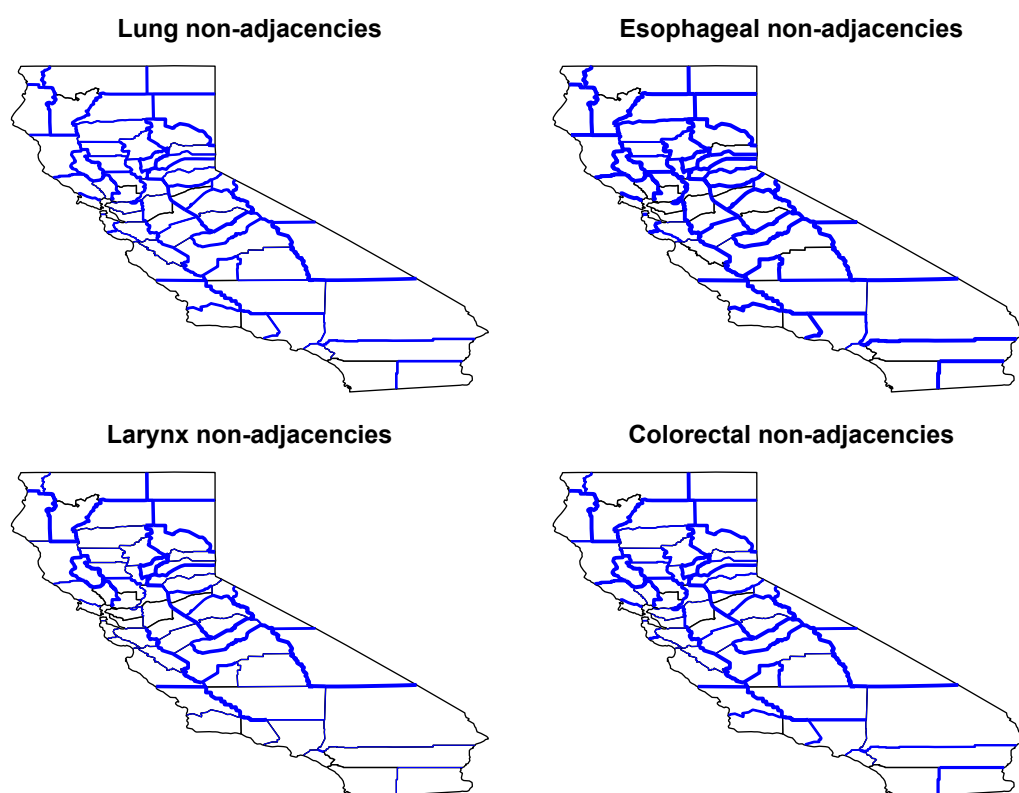 Lung non-adjacencies
Esophageal non-adjacencies
Larynx non-adjacencies
Colorectal non-adjacencies